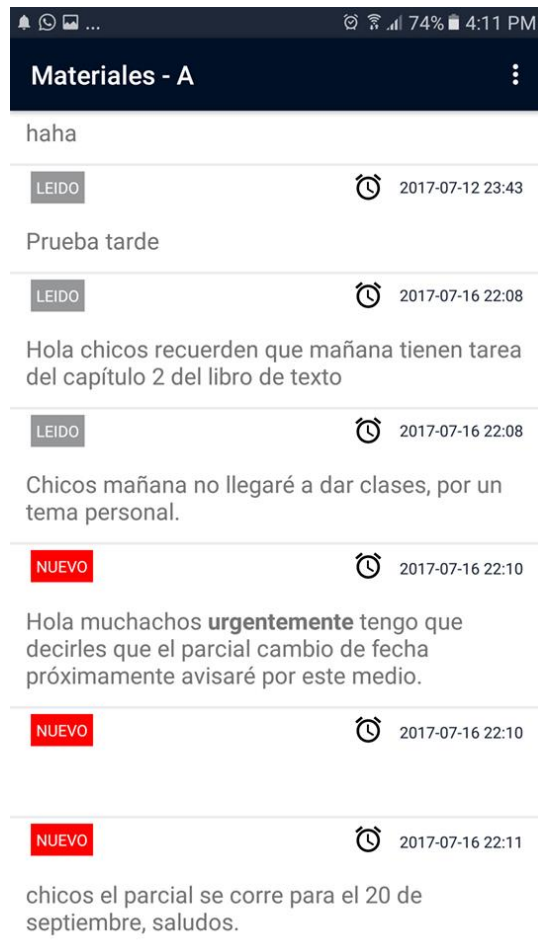 ... 74% 4:11 PM
Materiales - A
haha
LEIDO 2017-07-12 23:43
Prueba tarde
LEIDO 2017-07-16 22:08
Hola chicos recuerden que mañana tienen tarea
del capítulo 2 del libro de texto
LEIDO 2017-07-16 22:08
Chicos mañana no llegaré a dar clases, por un
tema personal.
NUEVO 2017-07-16 22:10
Hola muchachos urgentemente tengo que
decirles que el parcial cambio de fecha
próximamente avisaré por este medio.
NUEVO 2017-07-16 22:10
NUEVO 2017-07-16 22:11
chicos el parcial se corre para el 20 de
septiembre, saludos.